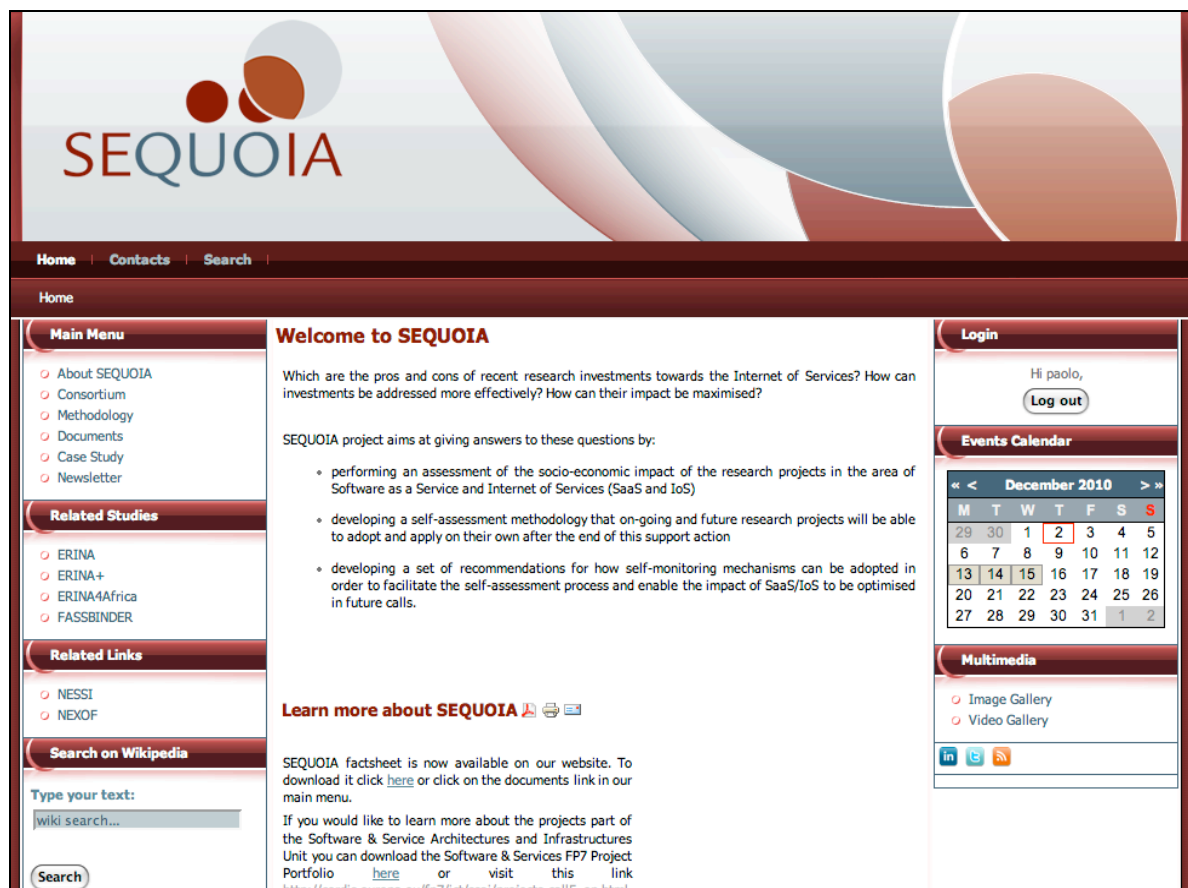 SEQUOIA
Home | Contacts | Search |
Home
Main Menu
About SEQUOIA
Consortium
Methodology
Documents
Case Study
Newsletter
Related Studies
ERINA
ERINA+
ERINA4Africa
FASSBINDER
Related Links
NESSI
NEXOF
Search on Wikipedia
Type your text:
wiki search...
Search
Welcome to SEQUOIA
Which are the pros and cons of recent research investments towards the Internet of Services? How can
investments be addressed more effectively? How can their impact be maximised?
SEQUOIA project aims at giving answers to these questions by:
performing an assessment of the socio-economic impact of the research projects in the area of
Software as a Service and Internet of Services (SaaS and IoS)
developing a self-assessment methodology that on-going and future research projects will be able
to adopt and apply on their own after the end of this support action
developing a set of recommendations for how self-monitoring mechanisms can be adopted in
order to facilitate the self-assessment process and enable the impact of SaaS/IoS to be optimised
in future calls.
Learn more about SEQUOIA
SEQUOIA factsheet is now available on our website. To
download it click here or click on the documents link in our
main menu.
If you would like to learn more about the projects part of
the Software & Service Architectures and Infrastructures
Unit you can download the Software & Services FP7 Project
Portfolio here or visit this link
Login
Hi paolo,
Log out
Events Calendar
« < December 2010 > »
M T W T F S S
29 30 1 2 3 4 5
6 7 8 9 10 11 12
13 14 15 16 17 18 19
20 21 22 23 24 25 26
27 28 29 30 31 1 2
Multimedia
Image Gallery
Video Gallery
in